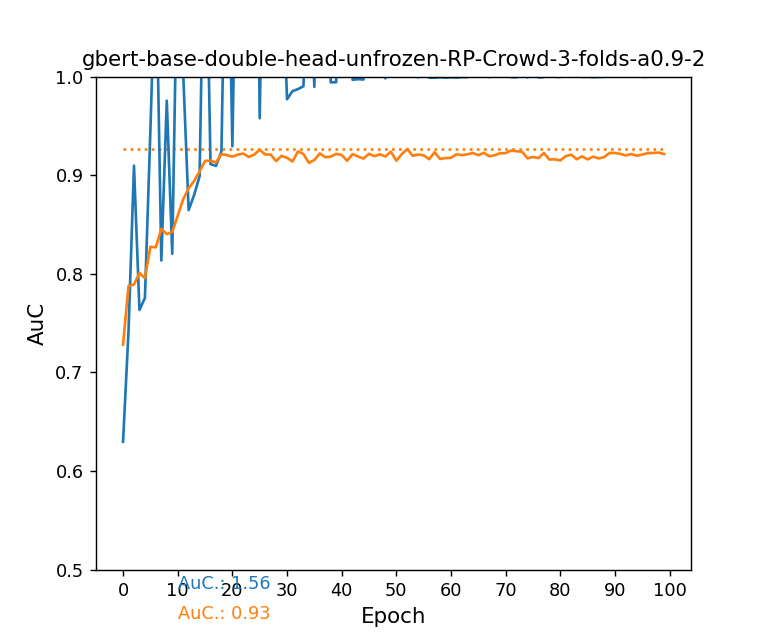 gbert-base-double-head-unfrozen-RP-Crowd-3-folds-a0.9-2
1.0
0.9
0.8
0.7
0.6
0.5
AuC
0 10 20 30 40 50 60 70 80 90 100
AuC.: 1.56
AuC.: 0.93
Epoch